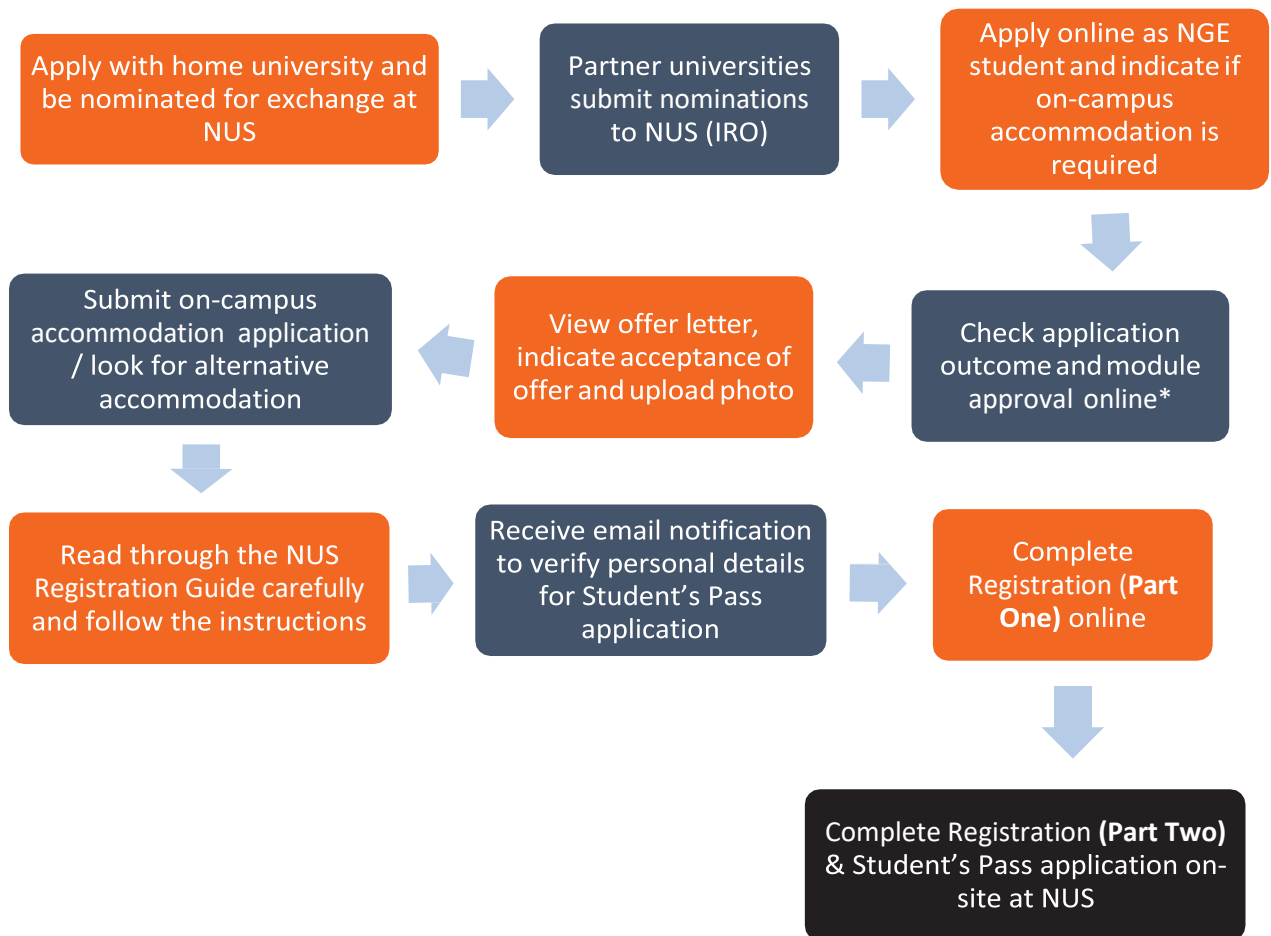 Apply with home university and
be nominated for exchange at
NUS
Partner universities
submit nominations
to NUS (IRO)
Apply online as NGE
student and indicate if
on-campus
accommodation is
required
Check application
outcome and module
approval online*
View offer letter,
indicate acceptance of
offer and upload photo
Submit on-campus
accommodation application
/ look for alternative
accommodation
Read through the NUS
Registration Guide carefully
and follow the instructions
Receive email notification
to verify personal details
for Student’s Pass
application
Complete
Registration (Part
One) online
Complete Registration (Part Two)
& Student’s Pass application on-
site at NUS